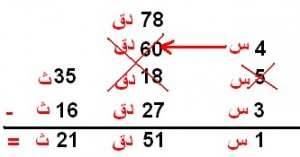 78 دق
4 س 60 دق
5 س 18 دق 35 ث
3 س 27 دق 16 ث -
1 س 51 دق 21 ث =